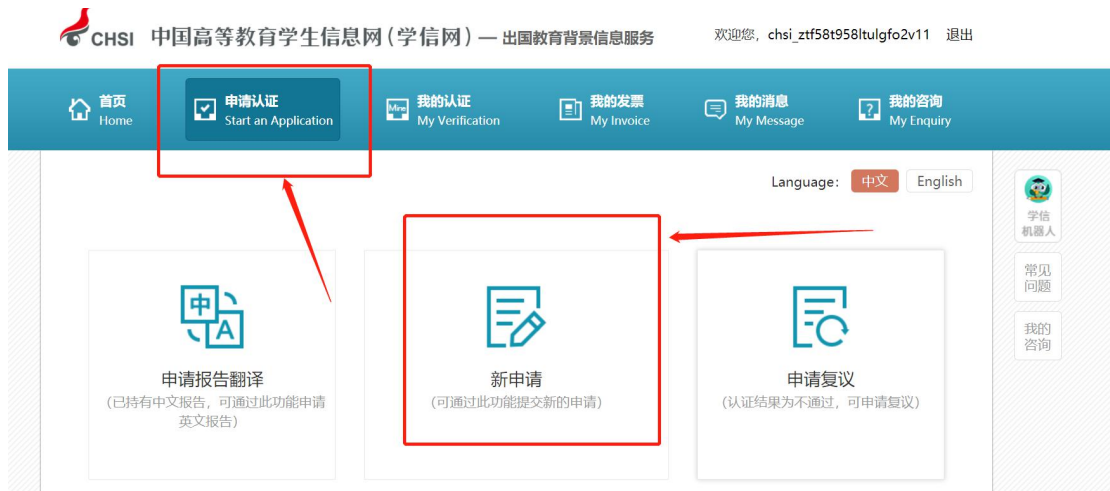 CHSI 中国高等教育学生信息网(学信网) — 出国教育背景信息服务
欢迎您, chsi_ztf58t958ltulgfo2v11 退出
首页
Home
申请认证
Start an Application
Mine
我的认证
My Verification
我的发票
My Invoice
我的消息
My Message
?
我的咨询
My Enquiry
Language: 中文 English
学信
机器人
常见
问题
我的
咨询
中
A
申请报告翻译
(已持有中文报告, 可通过此功能申请
英文报告)
新申请
(可通过此功能提交新的申请)
申请复议
(认证结果为不通过, 可申请复议)